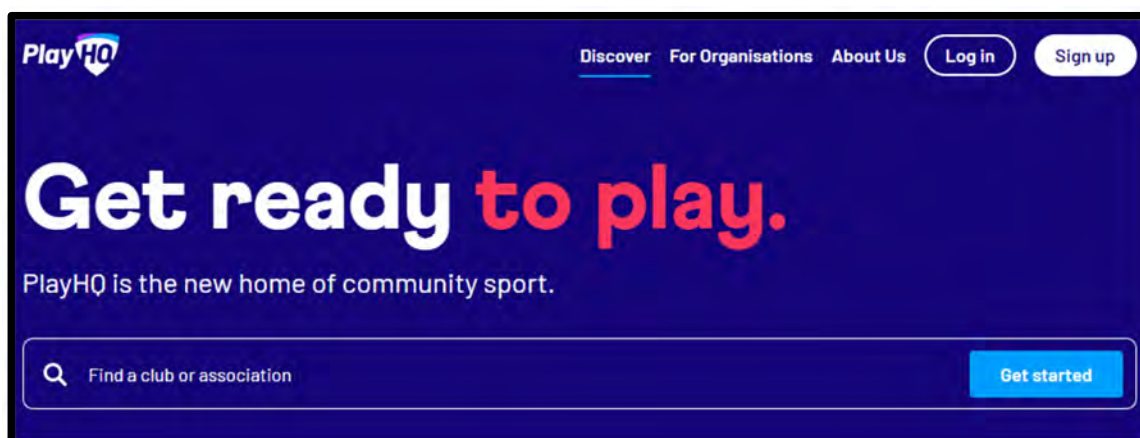 PlayHQ
Discover For Organisations About Us Log in Sign up
Get ready to play.
PlayHQ is the new home of community sport.
Find a club or association
Get started